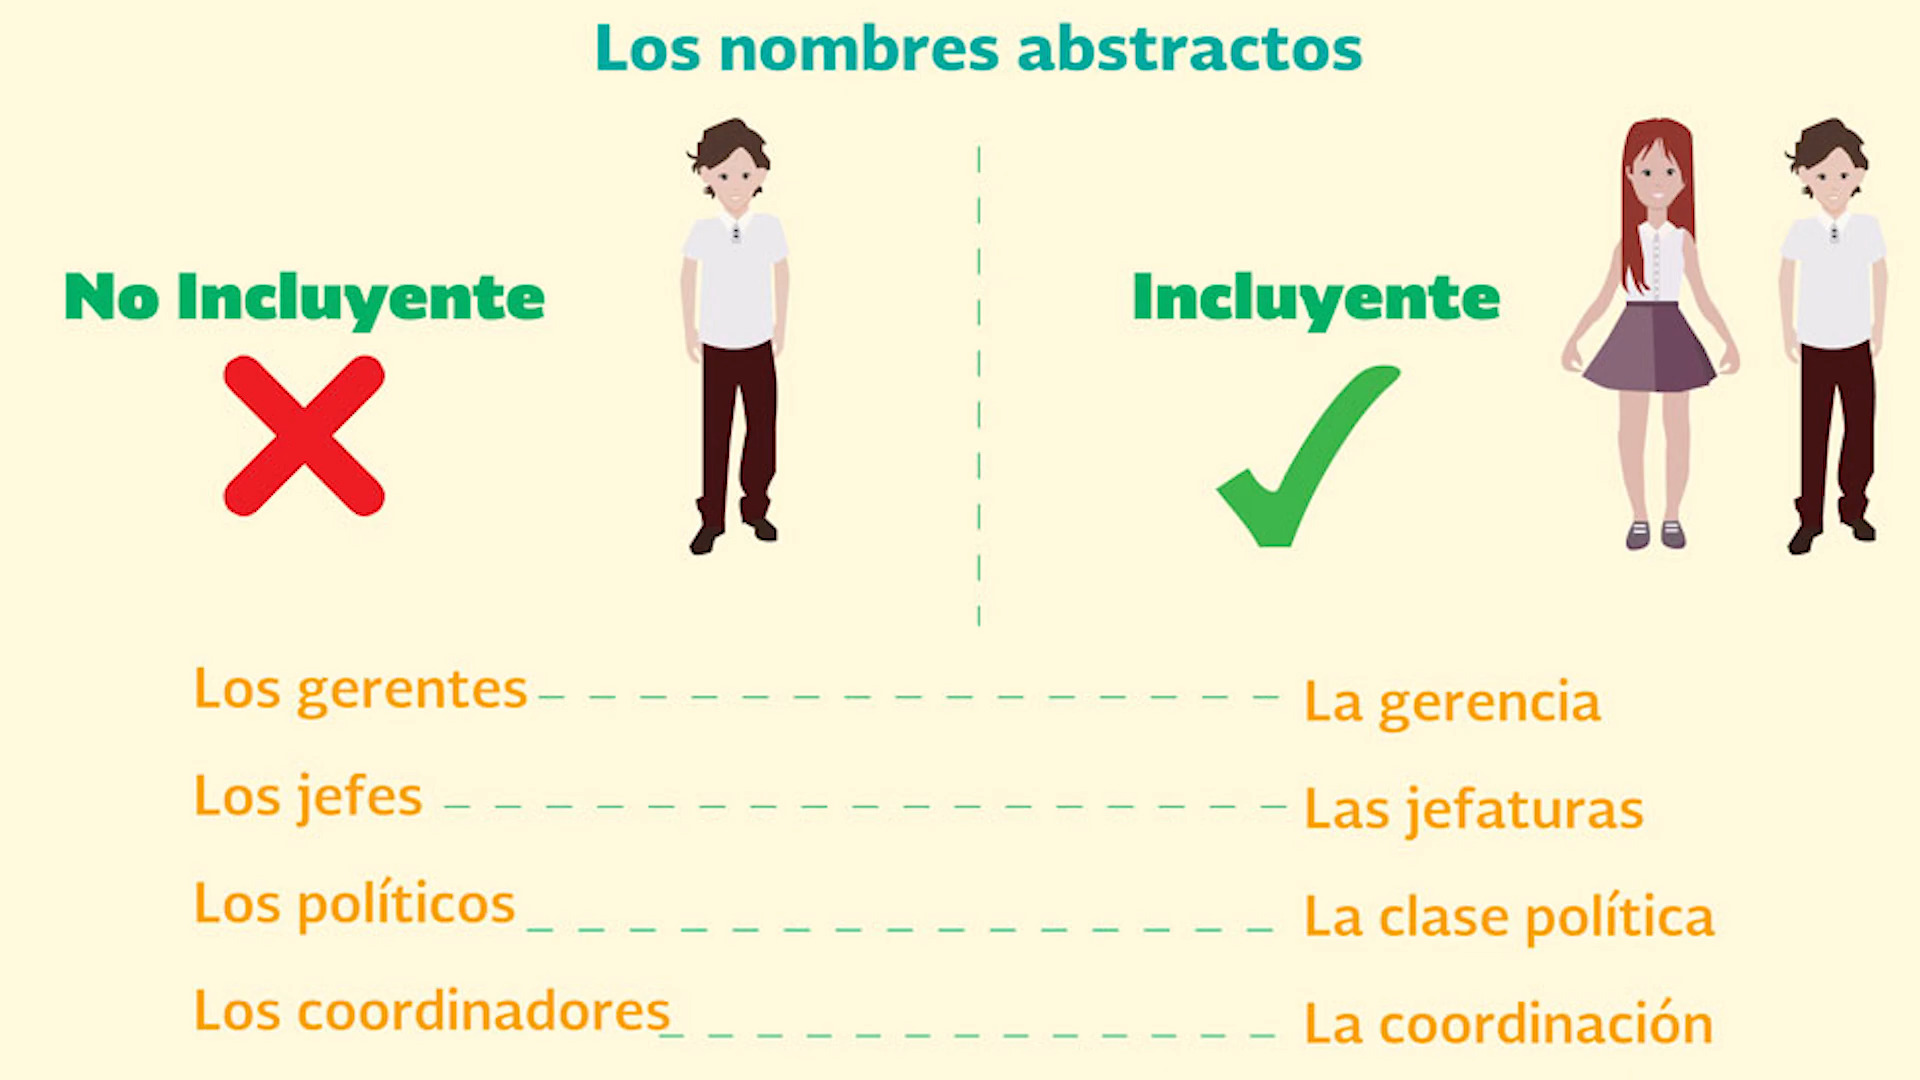 Los nombres abstractos
No Incluyente
Incluyente
Los gerentes
La gerencia
Los jefes
Las jefaturas
Los políticos
La clase política
Los coordinadores
La coordinación